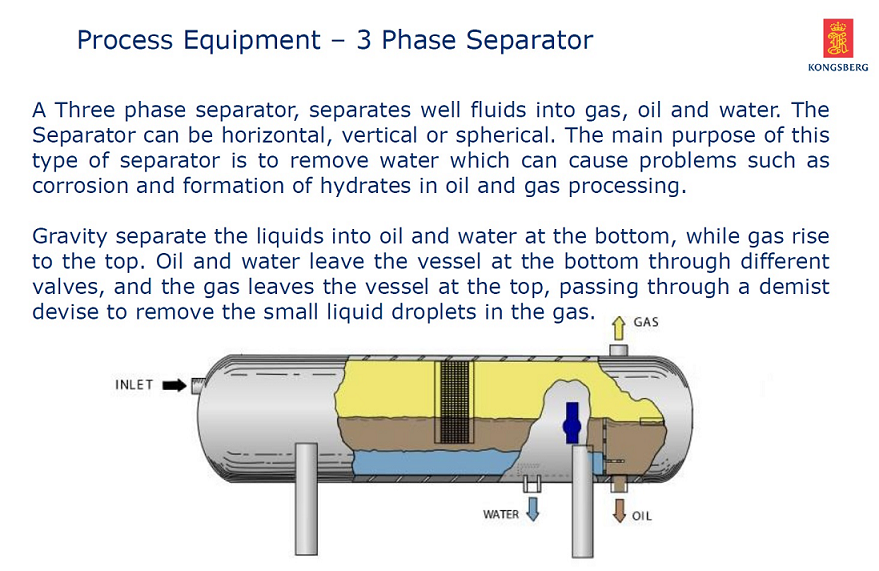 Process Equipment – 3 Phase Separator
KONGSBERG
A Three phase separator, separates well fluids into gas, oil and water. The
Separator can be horizontal, vertical or spherical. The main purpose of this
type of separator is to remove water which can cause problems such as
corrosion and formation of hydrates in oil and gas processing.
Gravity separate the liquids into oil and water at the bottom, while gas rise
to the top. Oil and water leave the vessel at the bottom through different
valves, and the gas leaves the vessel at the top, passing through a demist
devise to remove the small liquid droplets in the gas.
GAS
INLET
WATER
OIL